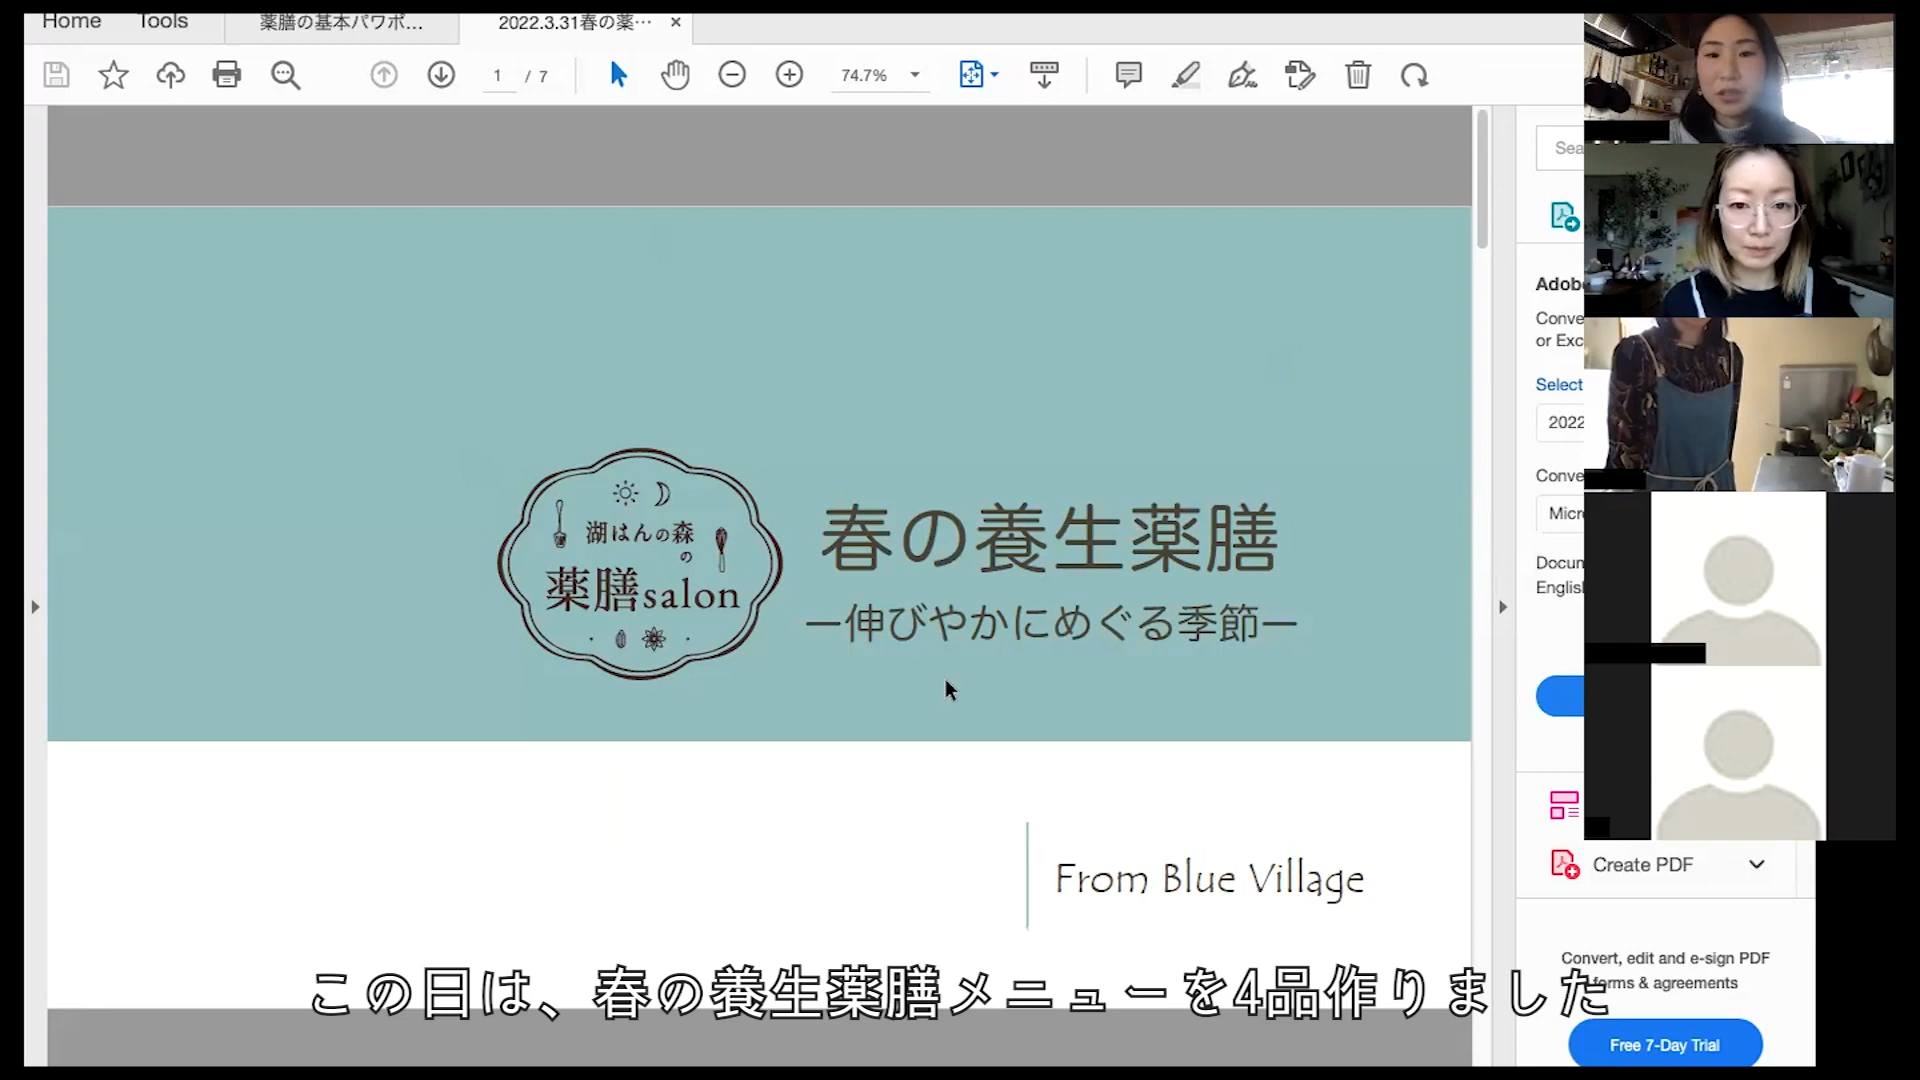 Home Tools 薬膳の基本パワポ... 2022.3.31春の薬…
1 / 7 74.7%
湖はんの森
の
薬膳salon
春の養生薬膳
ー伸びやかにめぐる季節ー
From Blue Village
Sea
Adob
Conve
or Exc
Select
2022
Conve
Micr
Docum
English
Create PDF
Convert, edit and e-sign PDF
forms & agreements
Free 7-Day Trial
この日は、春の養生薬膳メニューを4品作りました